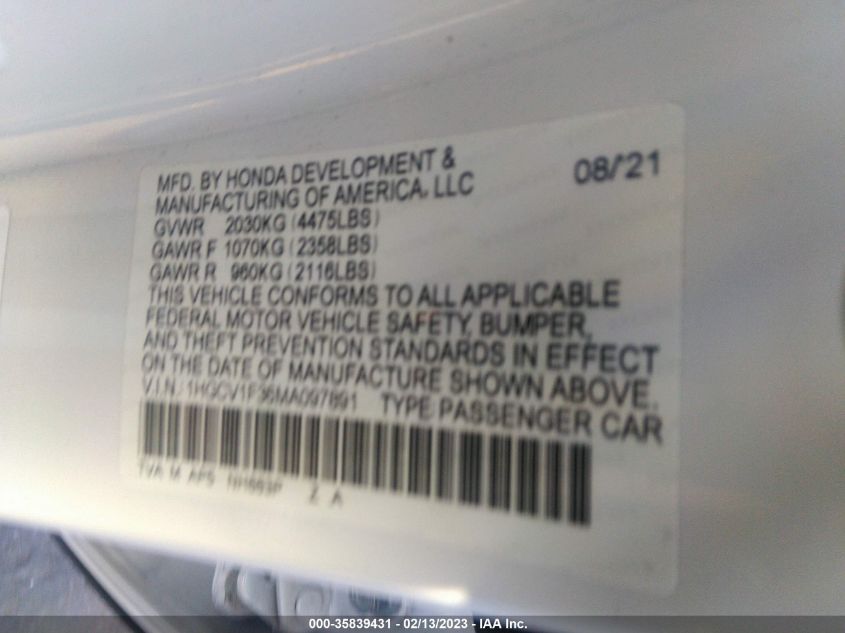 MFD. BY HONDA DEVELOPMENT & 08/'21
MANUFACTURING OF AMERICA, LLC
GVWR 2030KG (4475LBS)
GAWR F 1070KG (2358LBS)
GAWR R 960KG (2116LBS)
THIS VEHICLE CONFORMS TO ALL APPLICABLE
FEDERAL MOTOR VEHICLE SAFETY, BUMPER,
AND THEFT PREVENTION STANDARDS IN EFFECT
ON THE DATE OF MANUFACTURE SHOWN ABOVE.
V.I.N.: 1HGCV1F36MA097891 TYPE PASSENGER CAR
TVA M AP5 Z A
000-35839431 - 02/13/2023 - IAA Inc.